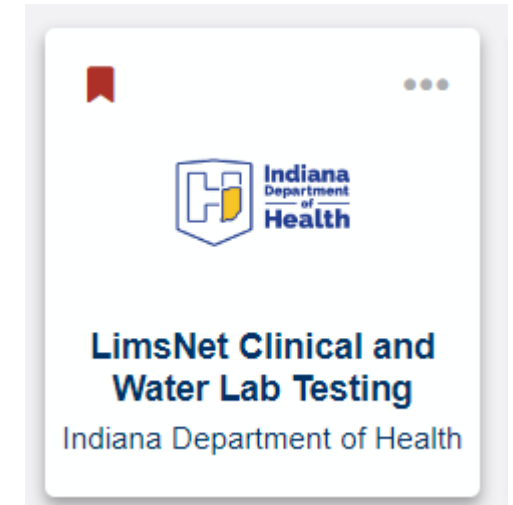 Indiana
Department
of
Health
LimsNet Clinical and
Water Lab Testing
Indiana Department of Health